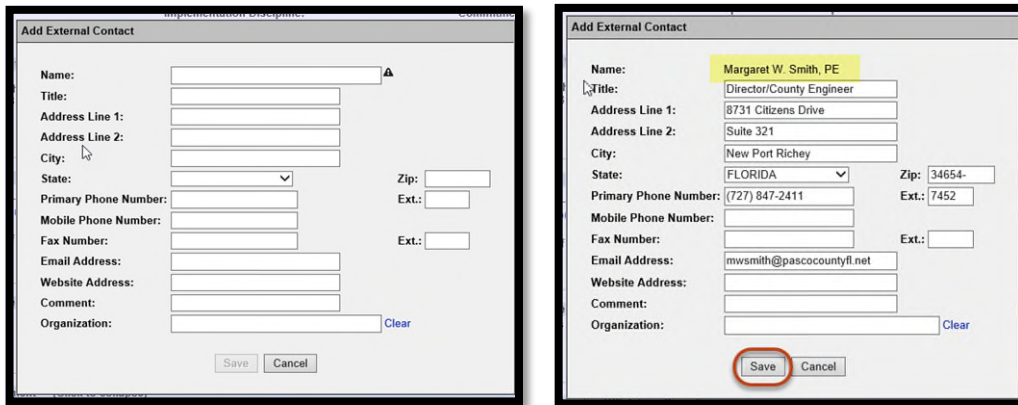 Add External Contact
Name:
Title:
Address Line 1:
Address Line 2:
City:
State: Zip:
Primary Phone Number: Ext.:
Mobile Phone Number:
Fax Number: Ext.:
Email Address:
Website Address:
Comment:
Organization: Clear
Save Cancel
Add External Contact
Name: Margaret W. Smith, PE
Title: Director/County Engineer
Address Line 1: 8731 Citizens Drive
Address Line 2: Suite 321
City: New Port Richey
State: FLORIDA Zip: 34654-
Primary Phone Number: (727) 847-2411 Ext.: 7452
Mobile Phone Number:
Fax Number: Ext.:
Email Address: mwsmith@pascocountyfl.net
Website Address:
Comment:
Organization: Clear
Save Cancel